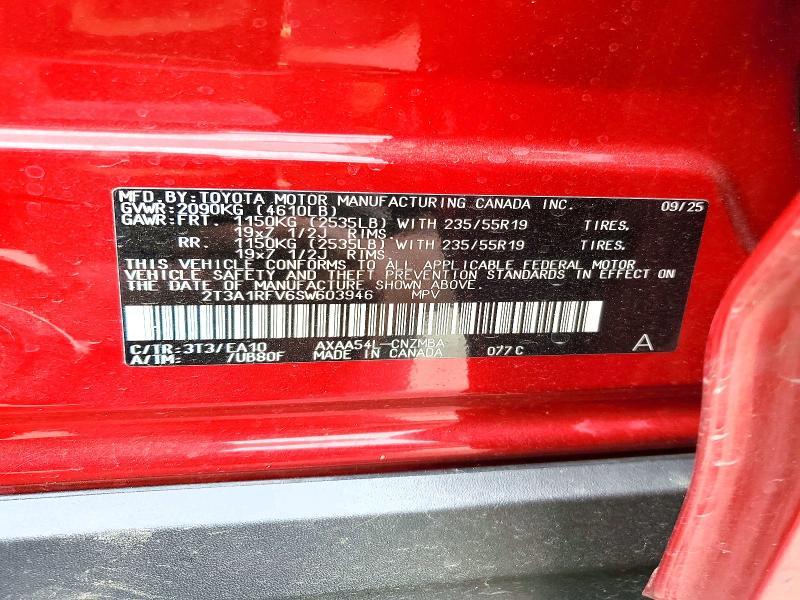 MFD.BY:TOYOTA MOTOR MANUFACTURING CANADA INC. 09/25
GVWR:2090KG (4610LB)
GAWR:FRT. 1150KG (2535LB) WITH 235/55R19 TIRES.
19x7 1/2J RIMS.
RR. 1150KG (2535LB) WITH 235/55R19 TIRES.
19x7 1/2J RIMS.
THIS VEHICLE CONFORMS TO ALL APPLICABLE FEDERAL MOTOR
VEHICLE SAFETY AND THEFT PREVENTION STANDARDS IN EFFECT ON
THE DATE OF MANUFACTURE SHOWN ABOVE.
2T3A1RFV6SW603946 MPV
C/TR:3T3/EA10 AXAA54L-CNZMBA 077C A
A/TM: /UB80F MADE IN CANADA